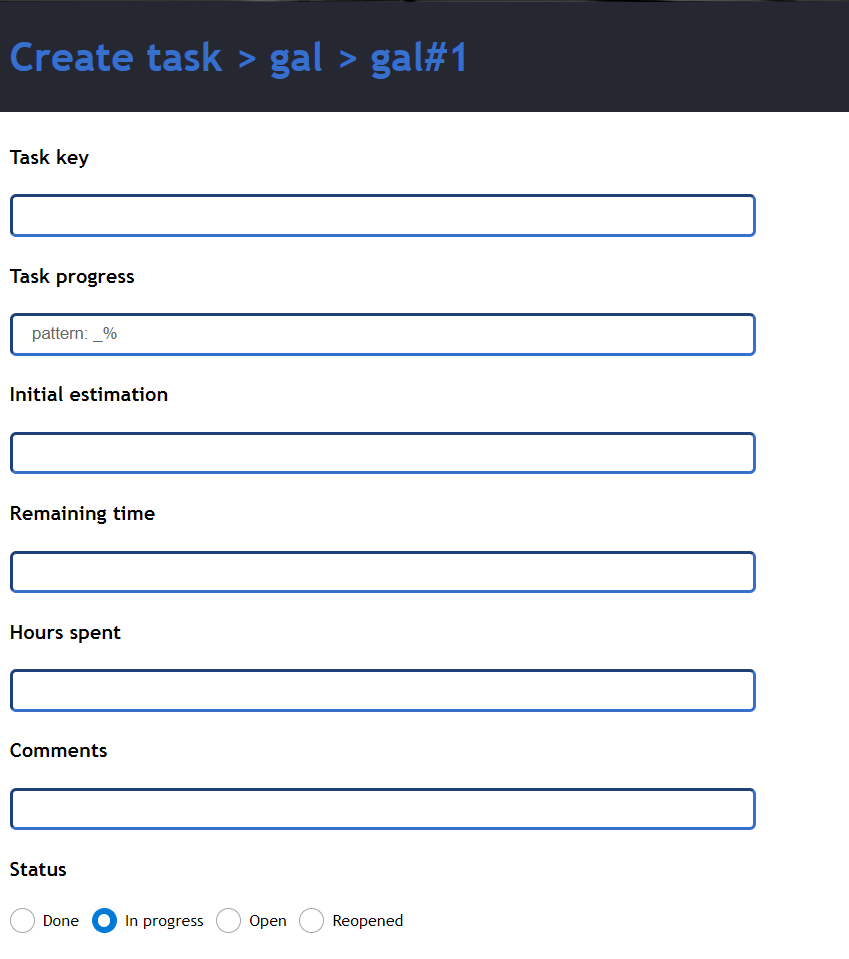 Create task > gal > gal#1
Task key
Task progress
pattern: _%
Initial estimation
Remaining time
Hours spent
Comments
Status
Done In progress Open Reopened